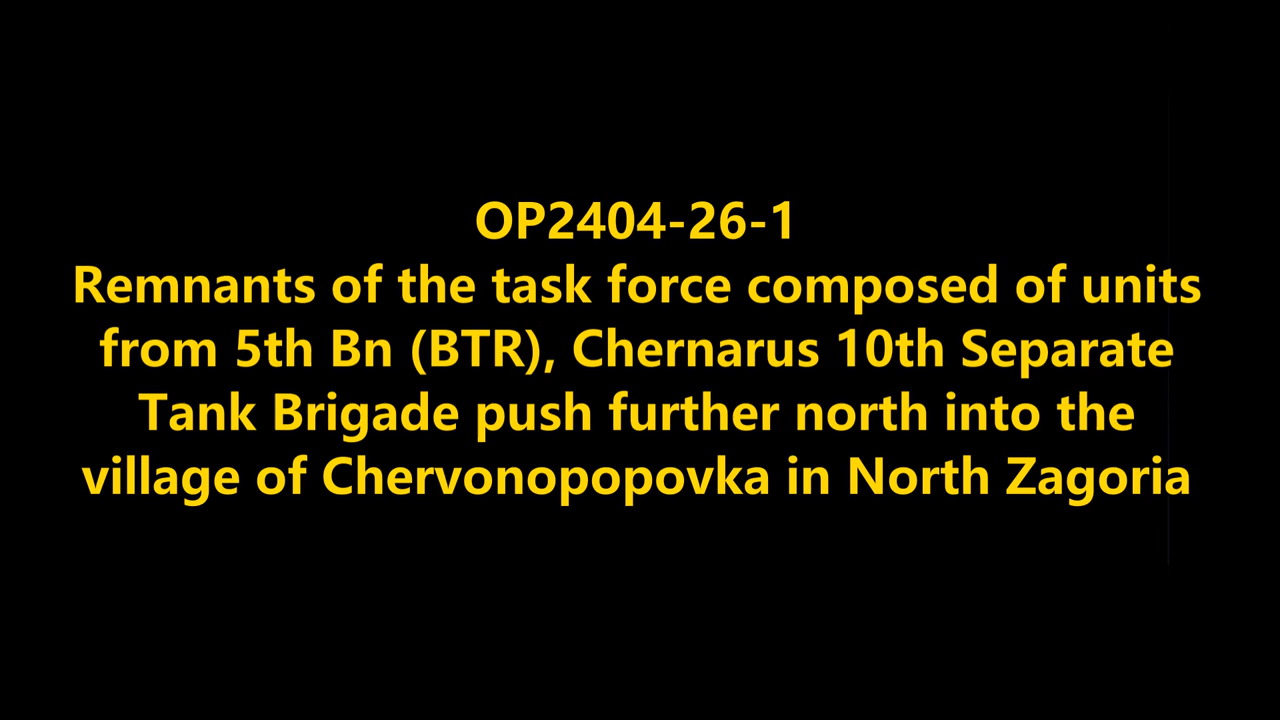 OP2404-26-1
Remnants of the task force composed of units
from 5th Bn (BTR), Chernarus 10th Separate
Tank Brigade push further north into the
village of Chervonopopovka in North Zagoria